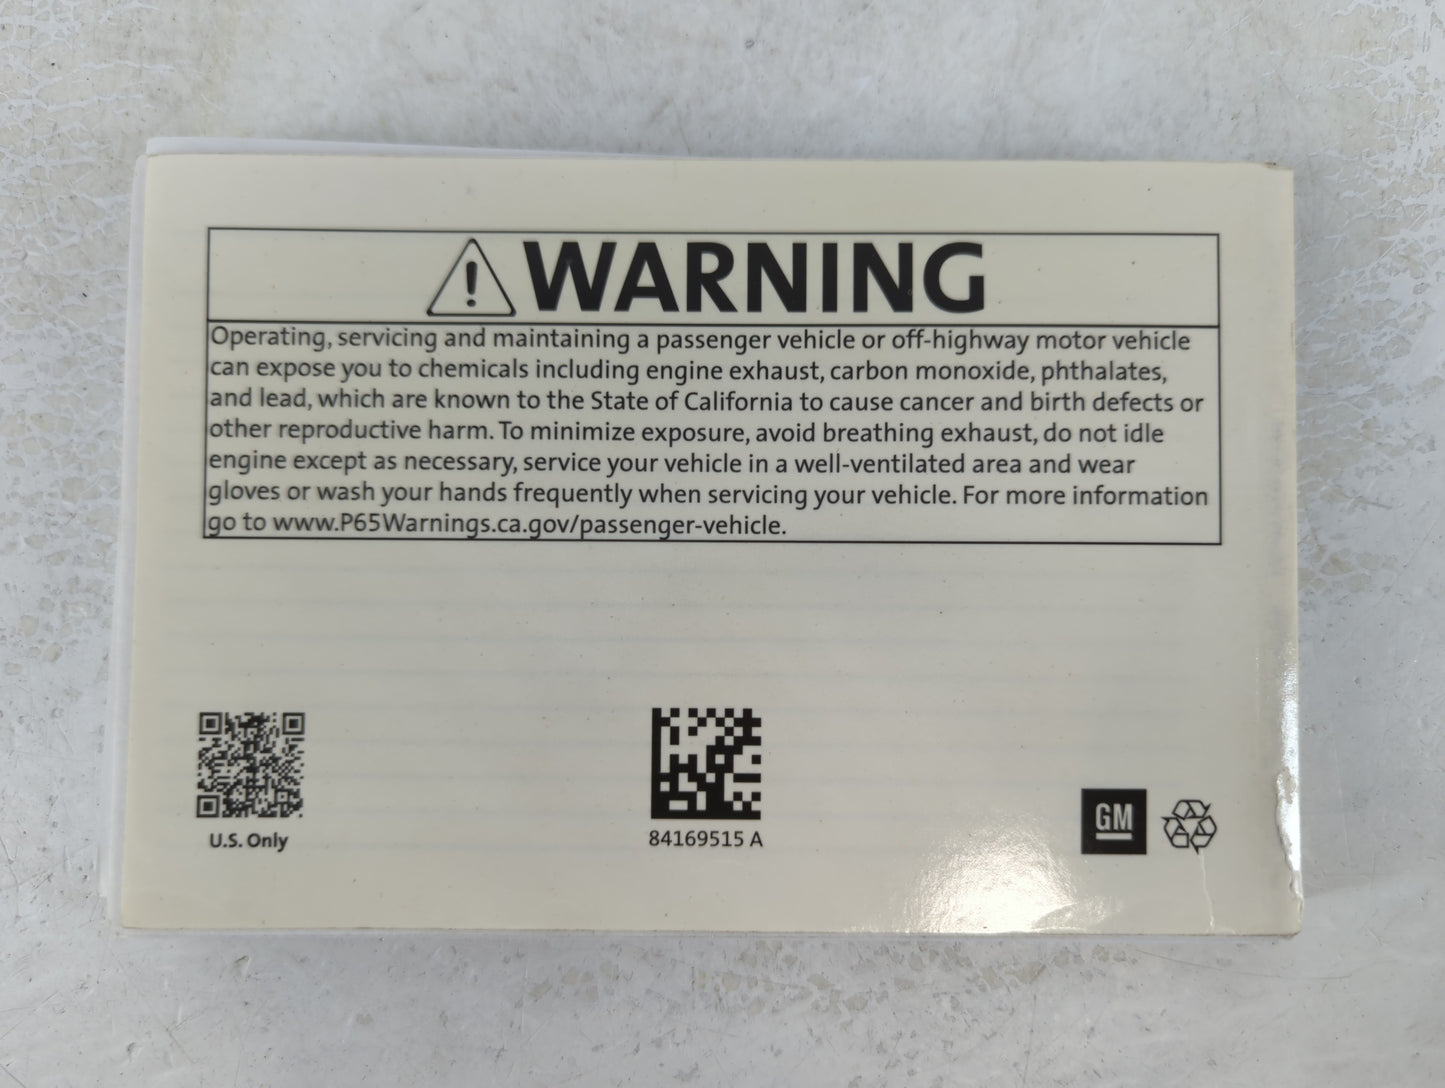 WARNING
Operating, servicing and maintaining a passenger vehicle or off-highway motor vehicle
can expose you to chemicals including engine exhaust, carbon monoxide, phthalates,
and lead, which are known to the State of California to cause cancer and birth defects or
other reproductive harm. To minimize exposure, avoid breathing exhaust, do not idle
engine except as necessary, service your vehicle in a well-ventilated area and wear
gloves or wash your hands frequently when servicing your vehicle. For more information
go to www.P65Warnings.ca.gov/passenger-vehicle.
U.S. Only
84169515 A
GM